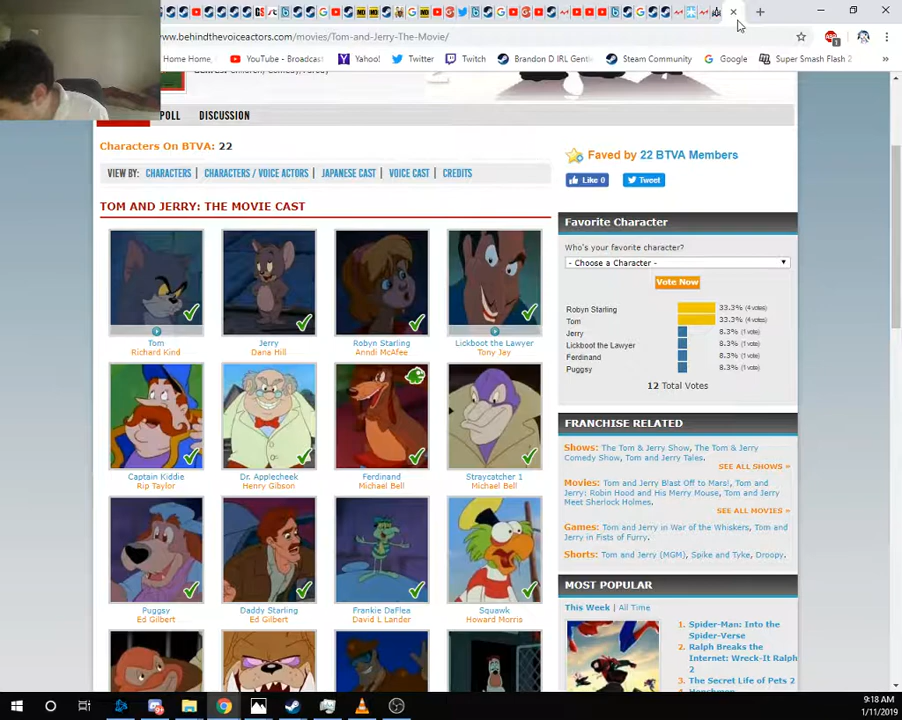 www.behindthevoiceactors.com/movies/Tom-and-Jerry-The-Movie/
Home Home, YouTube - Broadcast Yahoo! Twitter Twitch Brandon D IRL Gent Steam Community Google Super Smash Flash 2 »
POLL DISCUSSION
Characters On BTVA: 22
VIEW BY: CHARACTERS | CHARACTERS / VOICE ACTORS | JAPANESE CAST | VOICE CAST | CREDITS
TOM AND JERRY: THE MOVIE CAST
Tom
Richard Kind
Jerry
Dana Hill
Robyn Starling
Anndi McAfee
Lickboot the Lawyer
Tony Jay
Captain Kiddie
Rip Taylor
Dr. Applecheek
Henry Gibson
Ferdinand
Michael Bell
Straycatcher 1
Michael Bell
Puggsy
Ed Gilbert
Daddy Starling
Ed Gilbert
Frankie DaFlea
David L Lander
Squawk
Howard Morris
Faved by 22 BTVA Members
Like 0 Tweet
Favorite Character
Who's your favorite character?
- Choose a Character -
Vote Now
Robyn Starling 33.3% (4 votes)
Tom 33.3% (4 votes)
Jerry 8.3% (1 vote)
Lickboot the Lawyer 8.3% (1 vote)
Ferdinand 8.3% (1 vote)
Puggsy 8.3% (1 vote)
12 Total Votes
FRANCHISE RELATED
Shows: The Tom & Jerry Show, The Tom & Jerry
Comedy Show, Tom and Jerry Tales.
SEE ALL SHOWS »
Movies: Tom and Jerry Blast Off to Mars!, Tom and
Jerry: Robin Hood and His Merry Mouse, Tom and Jerry
Meet Sherlock Holmes.
SEE ALL MOVIES »
Games: Tom and Jerry in War of the Whiskers, Tom and
Jerry in Fists of Furry.
Shorts: Tom and Jerry (MGM), Spike and Tyke, Droopy.
MOST POPULAR
This Week | All Time
1. Spider-Man: Into the
Spider-Verse
2. Ralph Breaks the
Internet: Wreck-It Ralph
2
3. The Secret Life of Pets 2
9:18 AM
1/11/2019